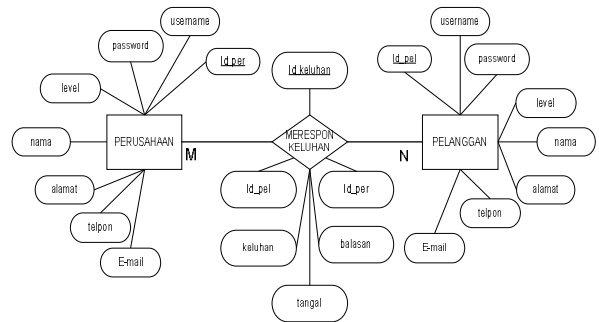 username
password
Id_per
level
nama
PERUSAHAAN
alamat
telpon
E-mail
M
Id_keluhan
MERESPON
KELUHAN
Id_pel
Id_per
keluhan
balasan
tangal
N
username
Id_pel
password
level
PELANGGAN
nama
alamat
telpon
E-mail